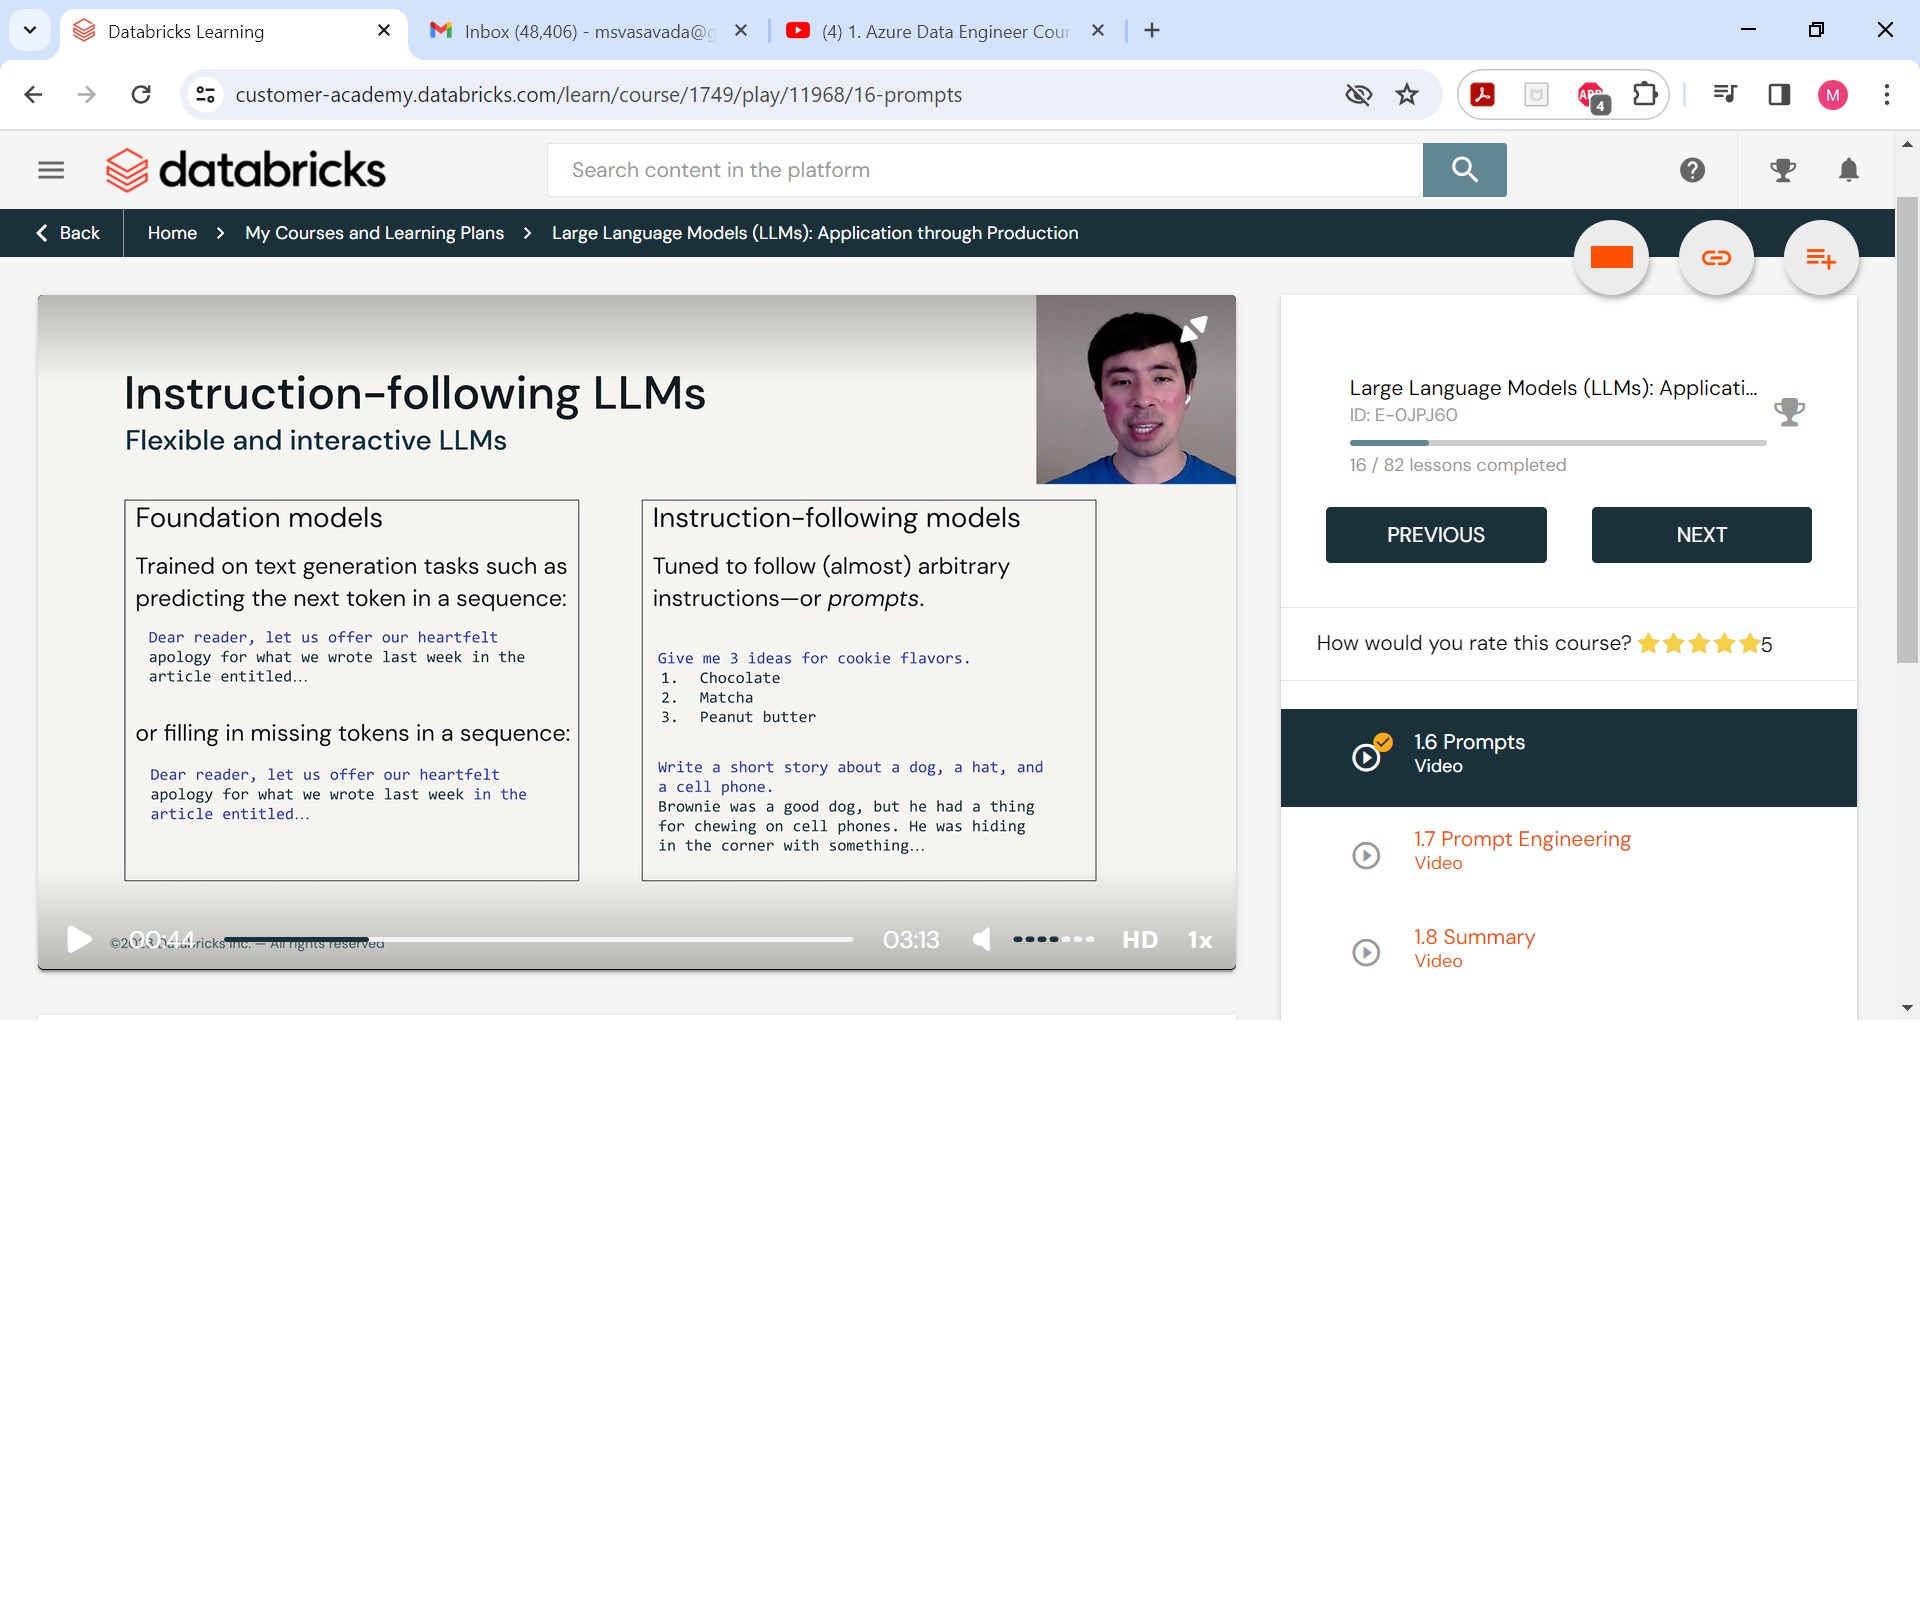 Databricks Learning
Inbox (48,406) - msvasavada@g
(4) 1. Azure Data Engineer Cour
customer-academy.databricks.com/learn/course/1749/play/11968/16-prompts
4
M
databricks
Search content in the platform
Back
Home
My Courses and Learning Plans
Large Language Models (LLMs): Application through Production
Instruction-following LLMs
Flexible and interactive LLMs
Foundation models
Trained on text generation tasks such as
predicting the next token in a sequence:
Dear reader, let us offer our heartfelt
apology for what we wrote last week in the
article entitled…
or filling in missing tokens in a sequence:
Dear reader, let us offer our heartfelt
apology for what we wrote last week in the
article entitled…
Instruction-following models
Tuned to follow (almost) arbitrary
instructions—or prompts.
Give me 3 ideas for cookie flavors.
1. Chocolate
2. Matcha
3. Peanut butter
Write a short story about a dog, a hat, and
a cell phone.
Brownie was a good dog, but he had a thing
for chewing on cell phones. He was hiding
in the corner with something…
00:44
Inc. — All rights reserved
03:13
HD
1x
Large Language Models (LLMs): Applicati...
ID: E-0JPJ60
16 / 82 lessons completed
PREVIOUS
NEXT
How would you rate this course? 5
1.6 Prompts
Video
1.7 Prompt Engineering
Video
1.8 Summary
Video